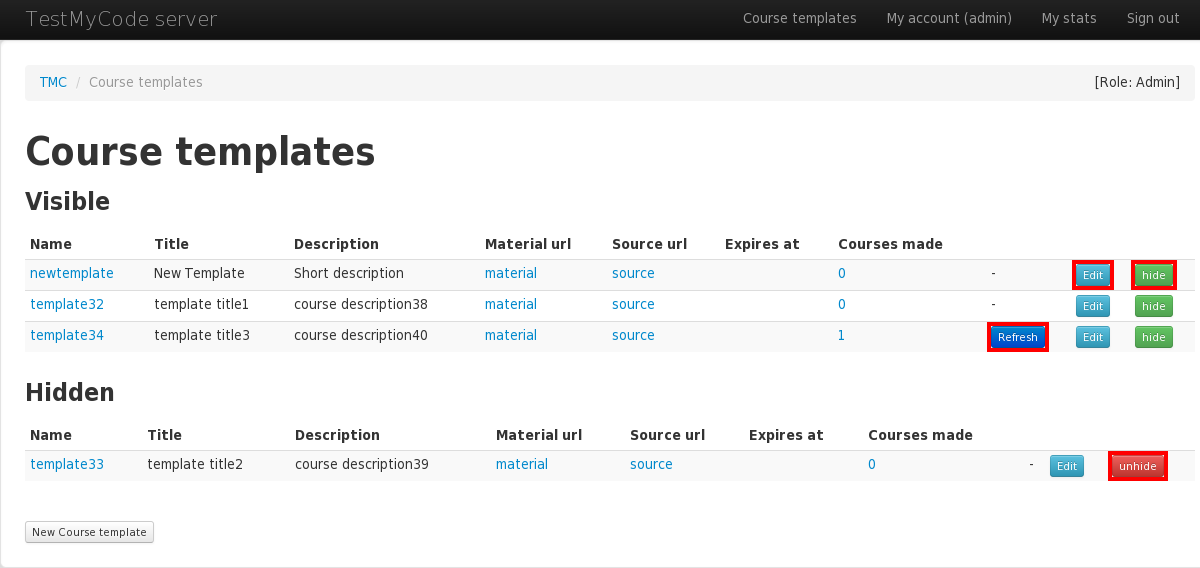 TestMyCode server Course templates My account (admin) My stats Sign out
TMC / Course templates [Role: Admin]
Course templates
Visible
Name Title Description Material url Source url Expires at Courses made
newtemplate New Template Short description material source 0 - Edit hide
template32 template title1 course description38 material source 0 - Edit hide
template34 template title3 course description40 material source 1 Refresh Edit hide
Hidden
Name Title Description Material url Source url Expires at Courses made
template33 template title2 course description39 material source 0 - Edit unhide
New Course template